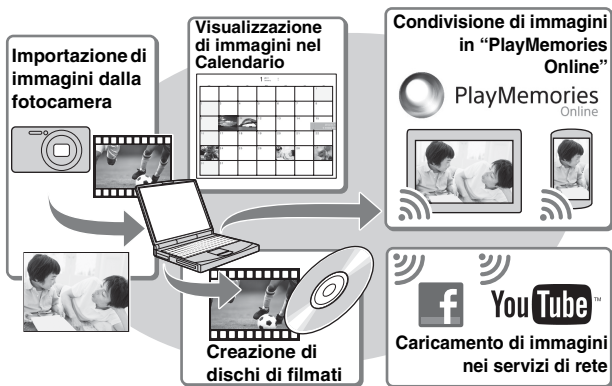 Importazione di
immagini dalla
fotocamera
Visualizzazione
di immagini nel
Calendario
Condivisione di immagini
in “PlayMemories
Online”
PlayMemories
Online
Creazione di
dischi di filmati
f
YouTube™
Caricamento di immagini
nei servizi di rete